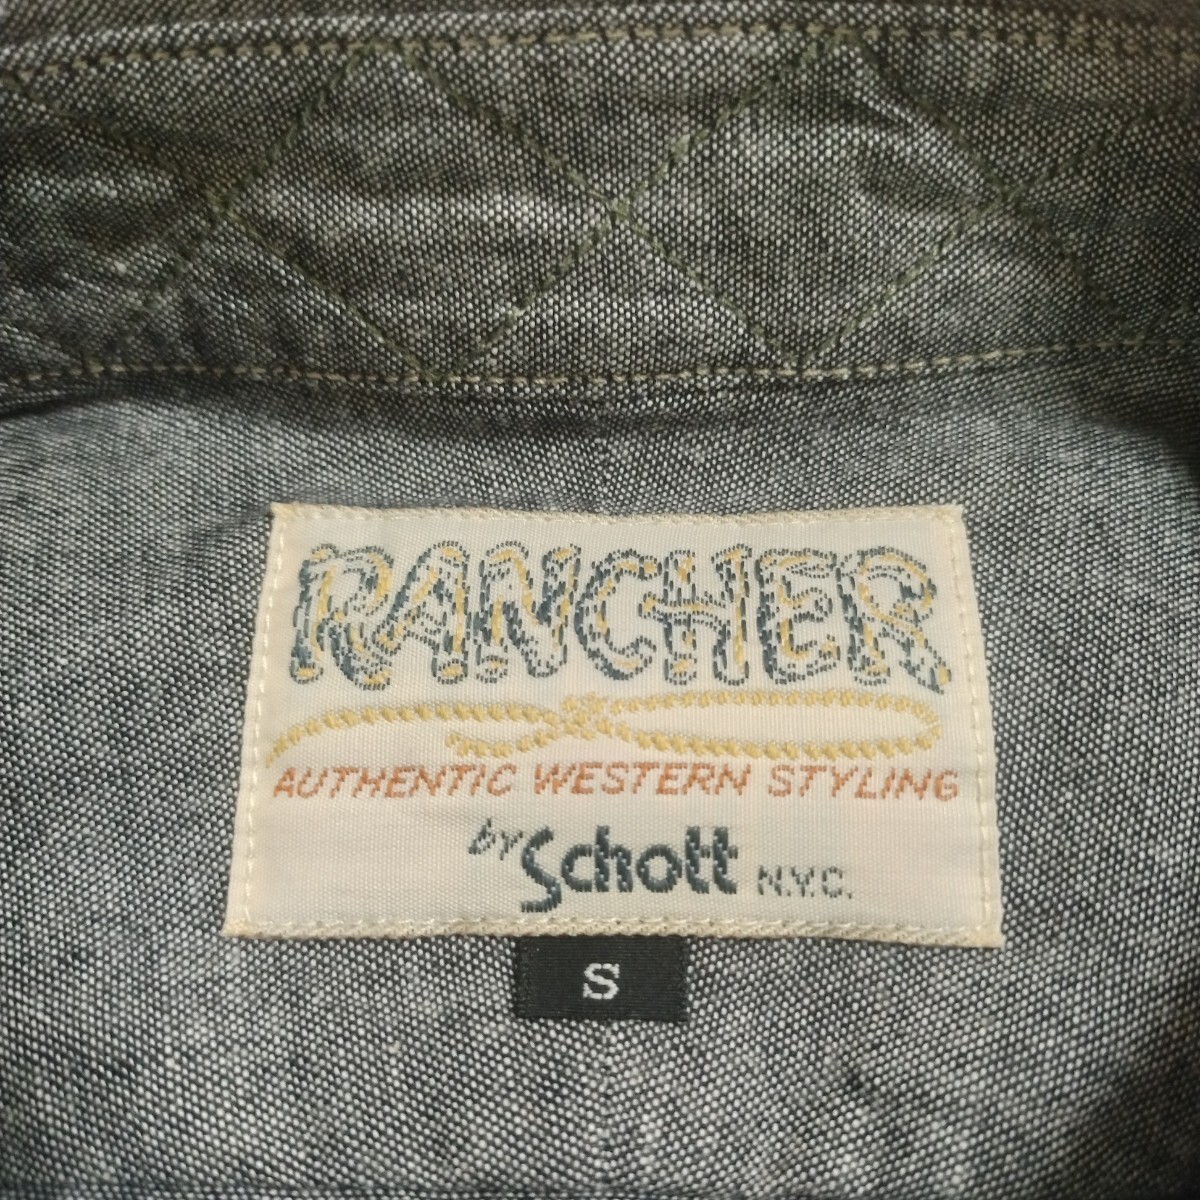 RANCHER
AUTHENTIC WESTERN STYLING
by Schott N.Y.C.
S